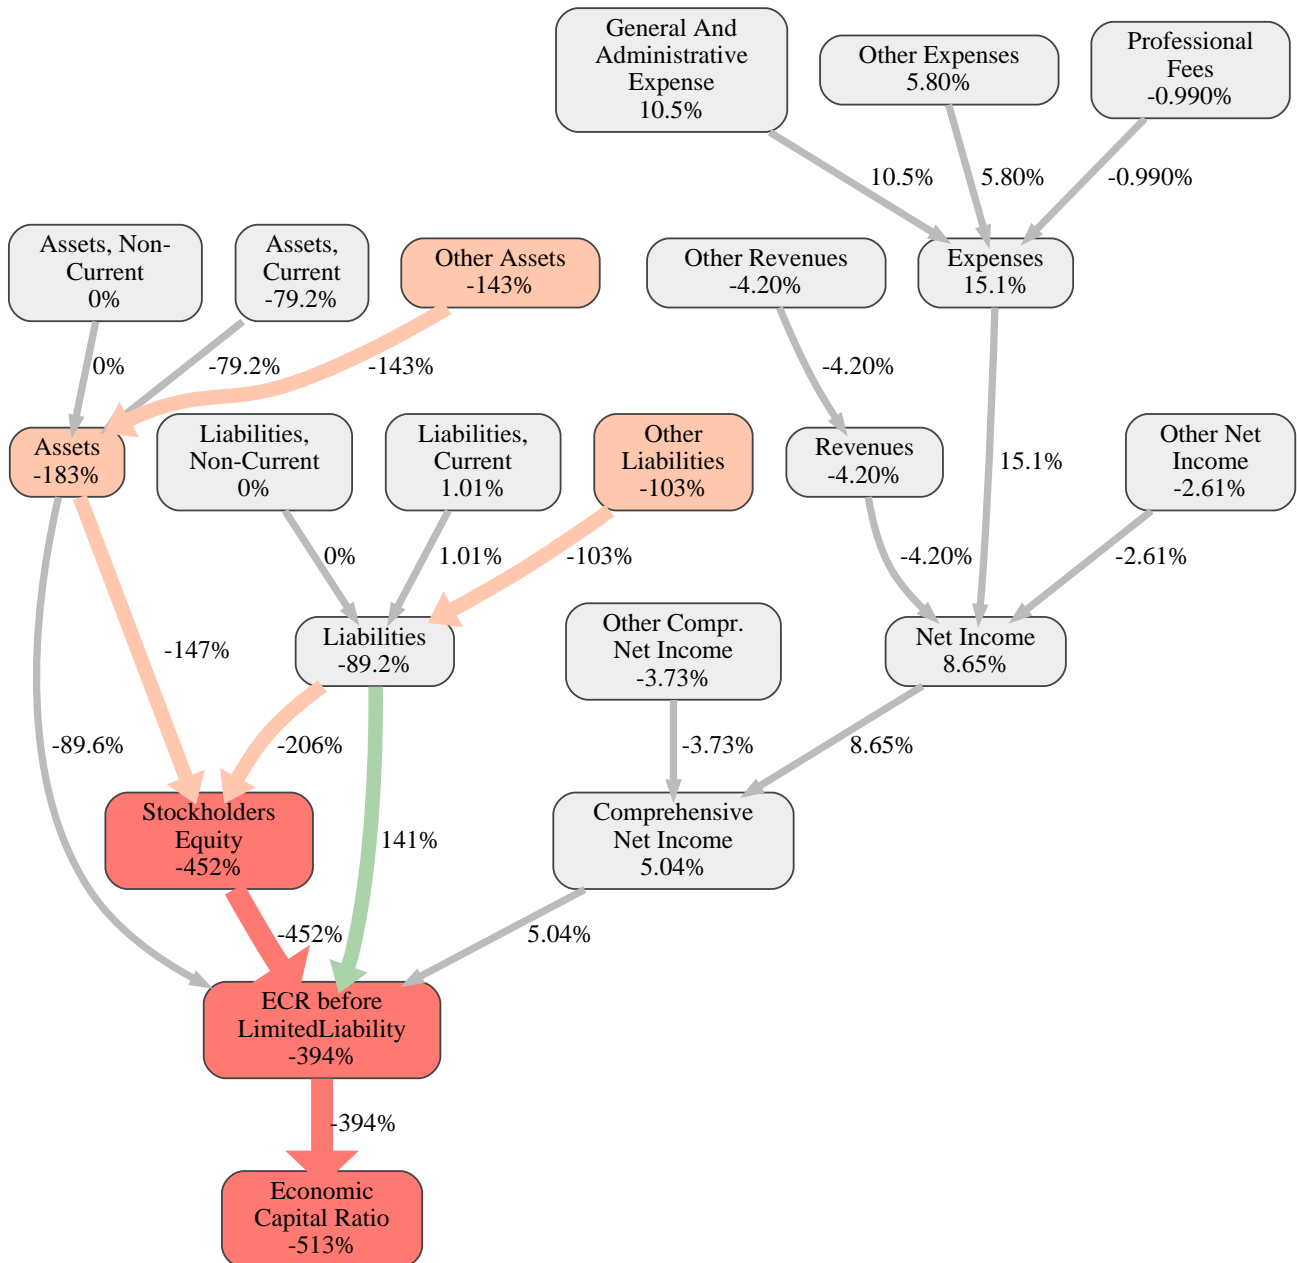 General And
Administrative
Expense
10.5%
Other Expenses
5.80%
Professional
Fees
-0.990%
10.5%
5.80%
-0.990%
Assets, Non-
Current
0%
Assets,
Current
-79.2%
Other Assets
-143%
Other Revenues
-4.20%
Expenses
15.1%
0%
-79.2%
-143%
-4.20%
Assets
-183%
Liabilities,
Non-Current
0%
Liabilities,
Current
1.01%
Other
Liabilities
-103%
Revenues
-4.20%
15.1%
Other Net
Income
-2.61%
0%
1.01%
-103%
-4.20%
-2.61%
-147%
Liabilities
-89.2%
Other Compr.
Net Income
-3.73%
Net Income
8.65%
-89.6%
-206%
-3.73%
8.65%
Stockholders
Equity
-452%
141%
Comprehensive
Net Income
5.04%
-452%
5.04%
ECR before
LimitedLiability
-394%
-394%
Economic
Capital Ratio
-513%